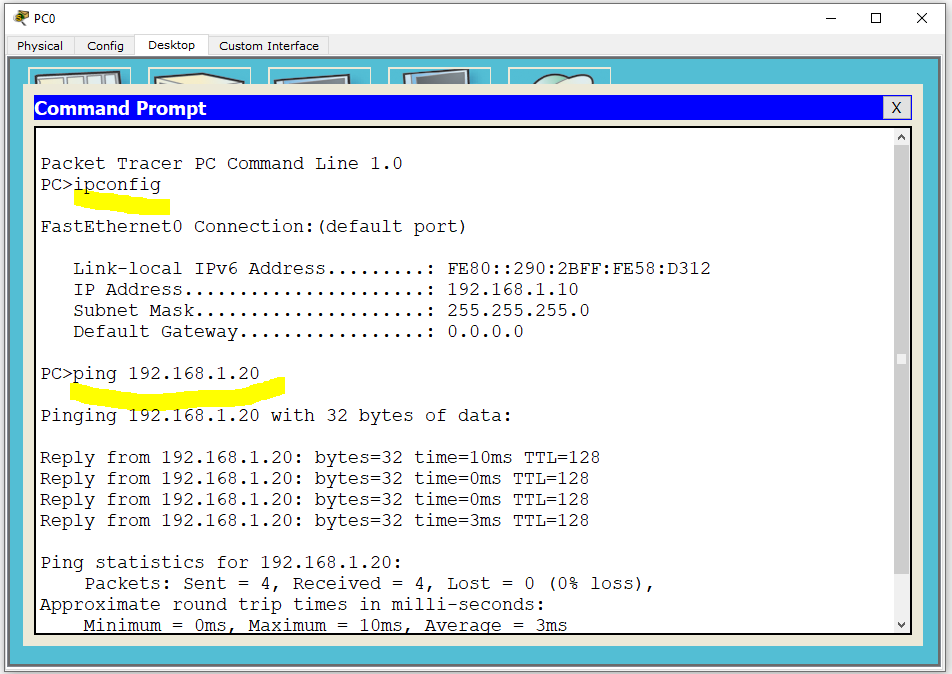 PC0
Physical Config Desktop Custom Interface
Command Prompt X
Packet Tracer PC Command Line 1.0
PC>ipconfig
FastEthernet0 Connection:(default port)
Link-local IPv6 Address.........: FE80::290:2BFF:FE58:D312
IP Address......................: 192.168.1.10
Subnet Mask.....................: 255.255.255.0
Default Gateway.................: 0.0.0.0
PC>ping 192.168.1.20
Pinging 192.168.1.20 with 32 bytes of data:
Reply from 192.168.1.20: bytes=32 time=10ms TTL=128
Reply from 192.168.1.20: bytes=32 time=0ms TTL=128
Reply from 192.168.1.20: bytes=32 time=0ms TTL=128
Reply from 192.168.1.20: bytes=32 time=3ms TTL=128
Ping statistics for 192.168.1.20:
Packets: Sent = 4, Received = 4, Lost = 0 (0% loss),
Approximate round trip times in milli-seconds:
Minimum = 0ms, Maximum = 10ms, Average = 3ms